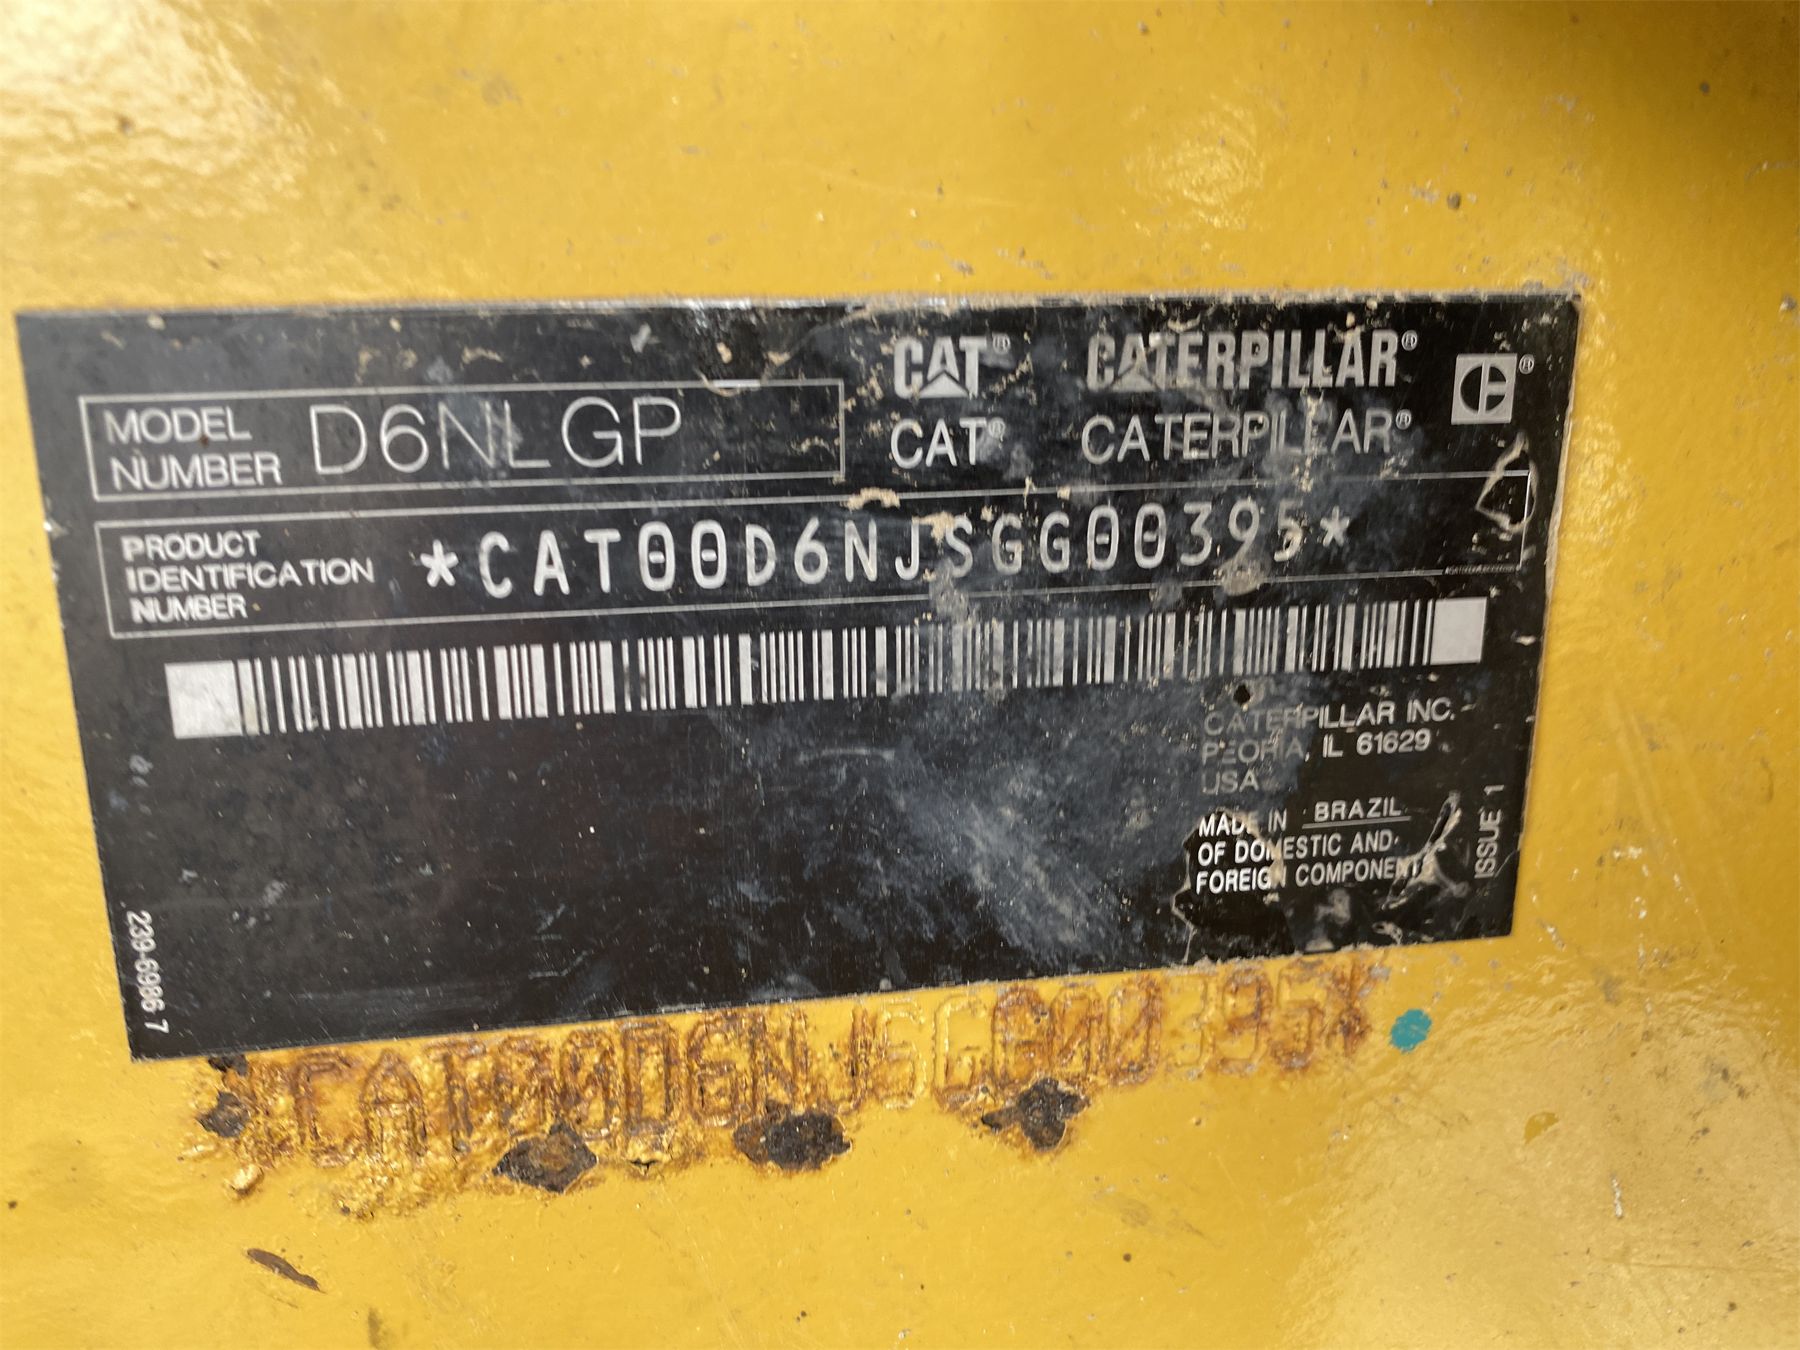 CAT® CATERPILLAR®
MODEL NUMBER D6NLGP
CAT® CATERPILLAR®
PRODUCT IDENTIFICATION NUMBER *CAT00D6NJSGG00395*
CATERPILLAR INC.
PEORIA, IL 61629
USA
MADE IN BRAZIL
OF DOMESTIC AND
FOREIGN COMPONENTS
ISSUE 1
239-6986 7
*CAT00D6NJSGG00395*